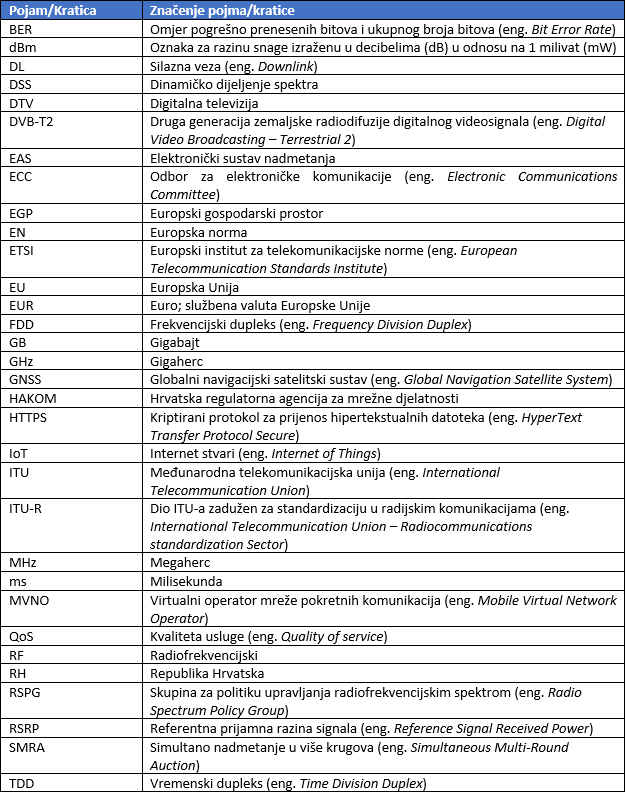 Pojam/Kratica Značenje pojma/kratice
BER Omjer pogrešno prenesenih bitova i ukupnog broja bitova (eng. Bit Error Rate)
dBm Oznaka za razinu snage izraženu u decibelima (dB) u odnosu na 1 milivat (mW)
DL Silazna veza (eng. Downlink)
DSS Dinamičko dijeljenje spektra
DTV Digitalna televizija
DVB-T2 Druga generacija zemaljske radiodifuzije digitalnog videosignala (eng. Digital
Video Broadcasting – Terrestrial 2)
EAS Elektronički sustav nadmetanja
ECC Odbor za elektroničke komunikacije (eng. Electronic Communications
Committee)
EGP Europski gospodarski prostor
EN Europska norma
ETSI Europski institut za telekomunikacijske norme (eng. European
Telecommunication Standards Institute)
EU Europska Unija
EUR Euro; službena valuta Europske Unije
FDD Frekvencijski dupleks (eng. Frequency Division Duplex)
GB Gigabajt
GHz Gigaherc
GNSS Globalni navigacijski satelitski sustav (eng. Global Navigation Satellite System)
HAKOM Hrvatska regulatorna agencija za mrežne djelatnosti
HTTPS Kriptirani protokol za prijenos hipertekstualnih datoteka (eng. HyperText
Transfer Protocol Secure)
IoT Internet stvari (eng. Internet of Things)
ITU Međunarodna telekomunikacijska unija (eng. International
Telecommunication Union)
ITU-R Dio ITU-a zadužen za standardizaciju u radijskim komunikacijama (eng.
International Telecommunication Union – Radiocommunications
standardization Sector)
MHz Megaherc
ms Milisekunda
MVNO Virtualni operator mreže pokretnih komunikacija (eng. Mobile Virtual Network
Operator)
QoS Kvaliteta usluge (eng. Quality of service)
RF Radiofrekvencijski
RH Republika Hrvatska
RSPG Skupina za politiku upravljanja radiofrekvencijskim spektrom (eng. Radio
Spectrum Policy Group)
RSRP Referentna prijamna razina signala (eng. Reference Signal Received Power)
SMRA Simultano nadmetanje u više krugova (eng. Simultaneous Multi-Round
Auction)
TDD Vremenski dupleks (eng. Time Division Duplex)